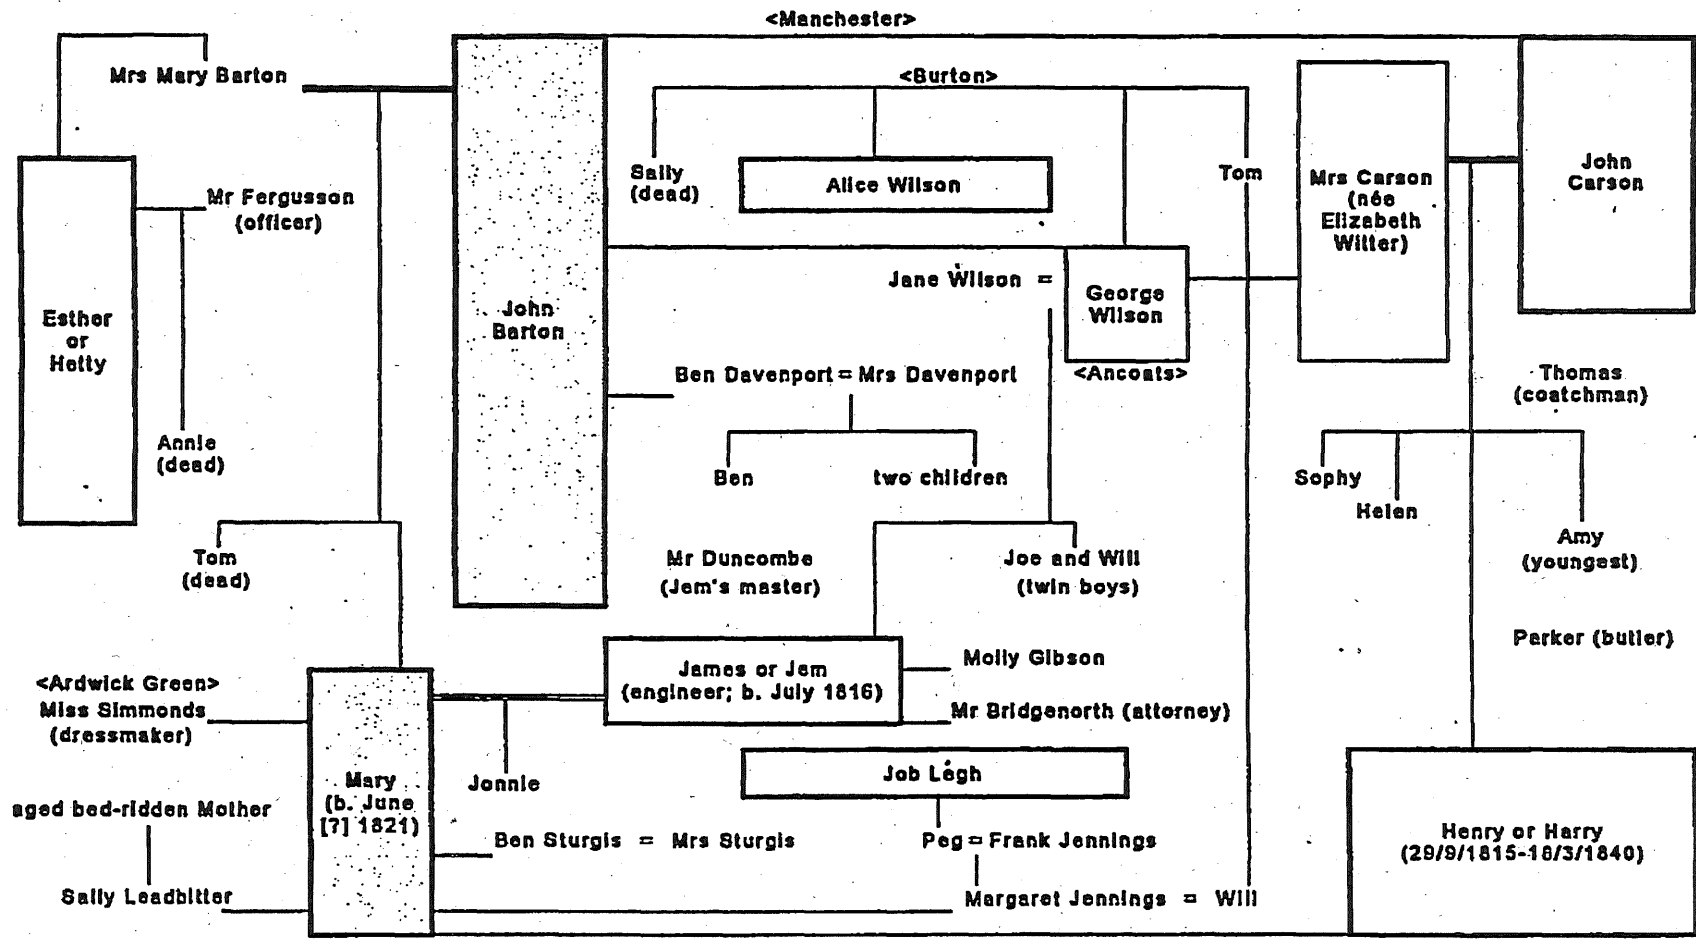 <Manchester>
Mrs Mary Barton
<Burton>
Sally
(dead)
Alice Wilson
Tom
Mrs Carson
(née
Elizabeth
Witter)
John
Carson
Mr Fergusson
(officer)
Esther
or
Hetty
John
Barton
Jane Wilson =
George
Wilson
<Ancoats>
Ben Davenport = Mrs Davenport
Thomas
(coatchman)
Annie
(dead)
Ben
two children
Sophy
Helen
Amy
(youngest)
Tom
(dead)
Mr Duncombe
(Jem's master)
Joe and Will
(twin boys)
Parker (butler)
James or Jem
(engineer; b. July 1816)
Molly Gibson
<Ardwick Green>
Miss Simmonds
(dressmaker)
Mr Bridgenorth (attorney)
Mary
(b. June
[?] 1821)
Jonnie
Job Legh
aged bed-ridden Mother
Ben Sturgis = Mrs Sturgis
Peg = Frank Jennings
Henry or Harry
(29/9/1815-18/3/1840)
Sally Leadbitter
Margaret Jennings = Will